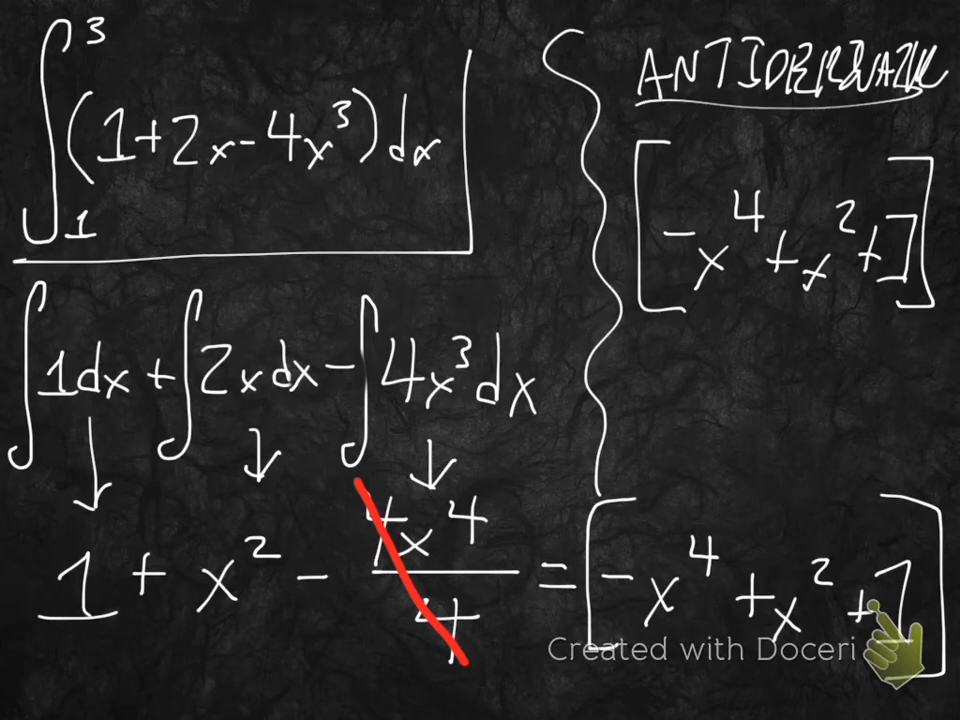 ∫₁³ (1+2x-4x³)dx
∫1dx + ∫2xdx - ∫4x³dx
↓ ↓ ↓
1 + x² - 4x⁴/4 = [-x⁴+x²+1]
[-x⁴+x²+]
Created with Doceri